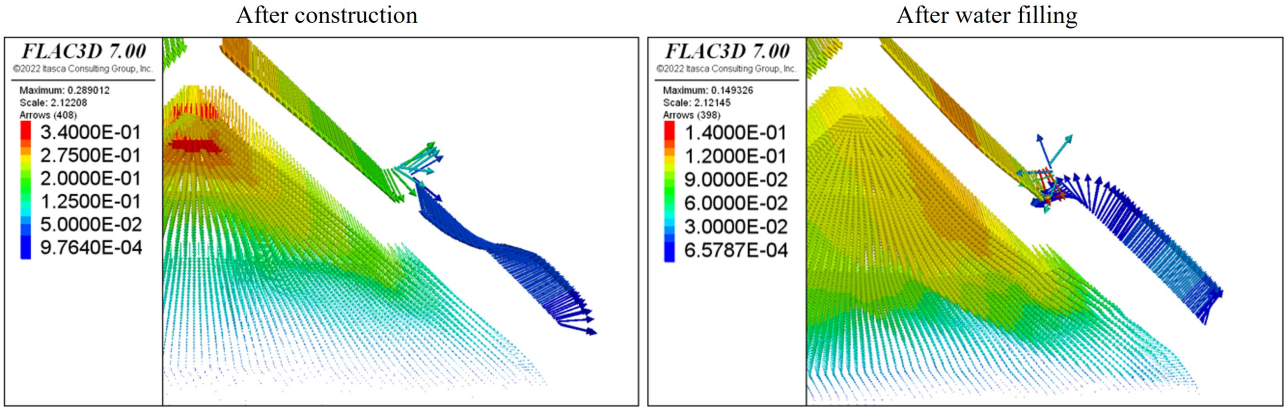 After construction
FLAC3D 7.00
©2022 Itasca Consulting Group, Inc.
Maximum: 0.289012
Scale: 2.12208
Arrows (408)
3.4000E-01
2.7500E-01
2.0000E-01
1.2500E-01
5.0000E-02
9.7640E-04
After water filling
FLAC3D 7.00
©2022 Itasca Consulting Group, Inc.
Maximum: 0.149326
Scale: 2.12145
Arrows (398)
1.4000E-01
1.2000E-01
9.0000E-02
6.0000E-02
3.0000E-02
6.5787E-04